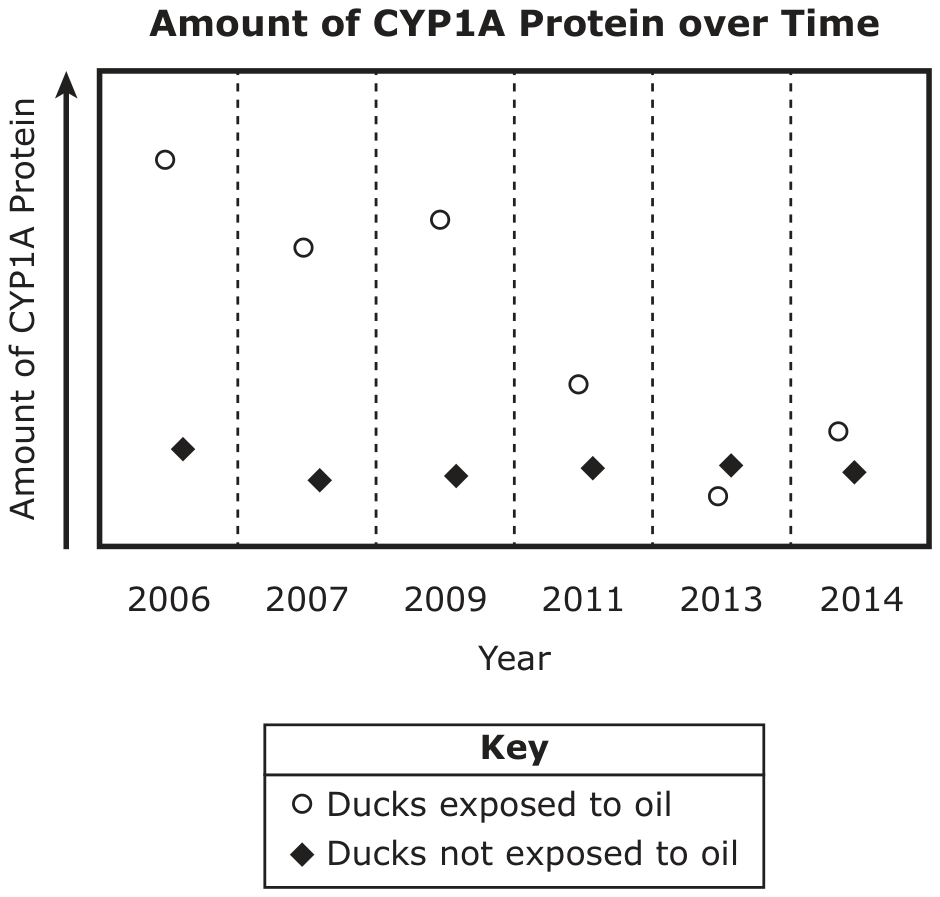 Amount of CYP1A Protein over Time
Amount of CYP1A Protein
2006 2007 2009 2011 2013 2014
Year
Key
Ducks exposed to oil
Ducks not exposed to oil